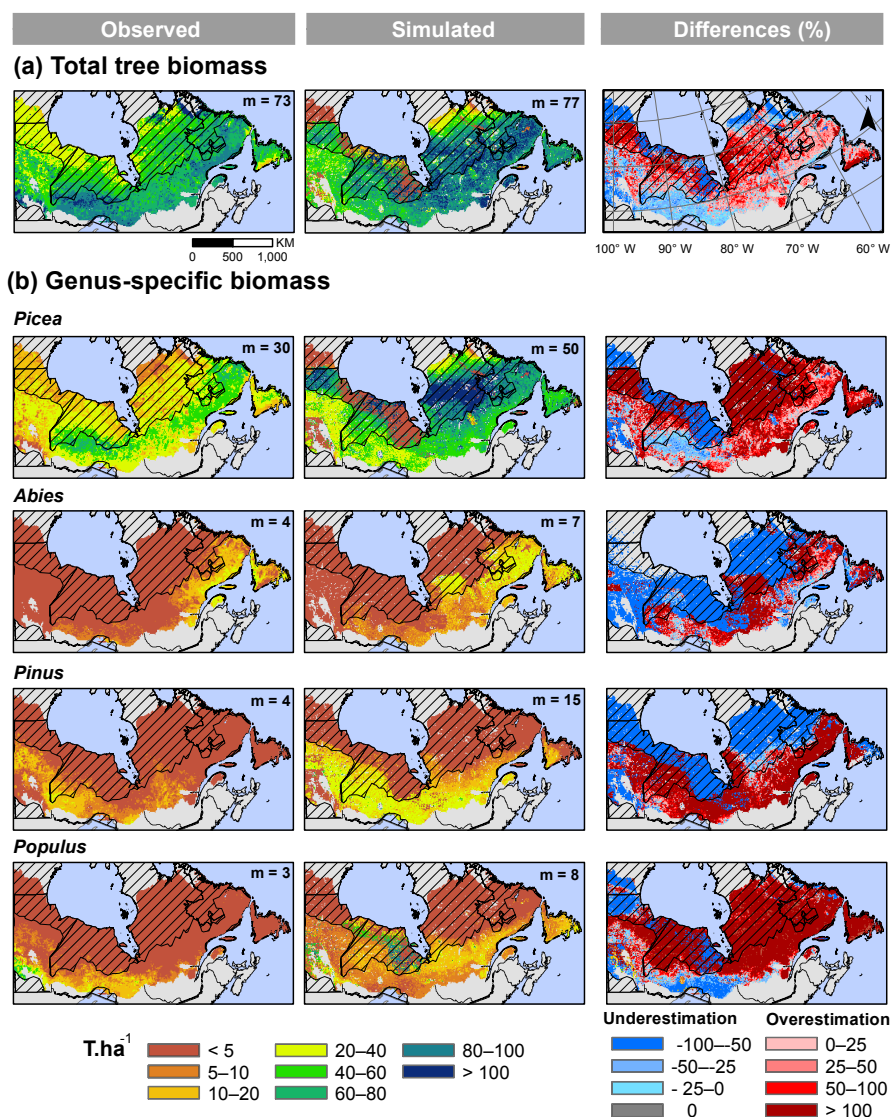 Observed Simulated Differences (%)
(a) Total tree biomass
m = 73 m = 77 N
KM
0 500 1,000
100° W 90° W 80° W 70° W 60° W
(b) Genus-specific biomass
Picea
m = 30 m = 50
Abies
m = 4 m = 7
Pinus
m = 4 m = 15
Populus
m = 3 m = 8
T.ha-1
< 5 20–40 80–100
5–10 40–60 > 100
10–20 60–80
Underestimation Overestimation
-100–-50 0–25
-50–-25 25–50
- 25–0 50–100
0 > 100